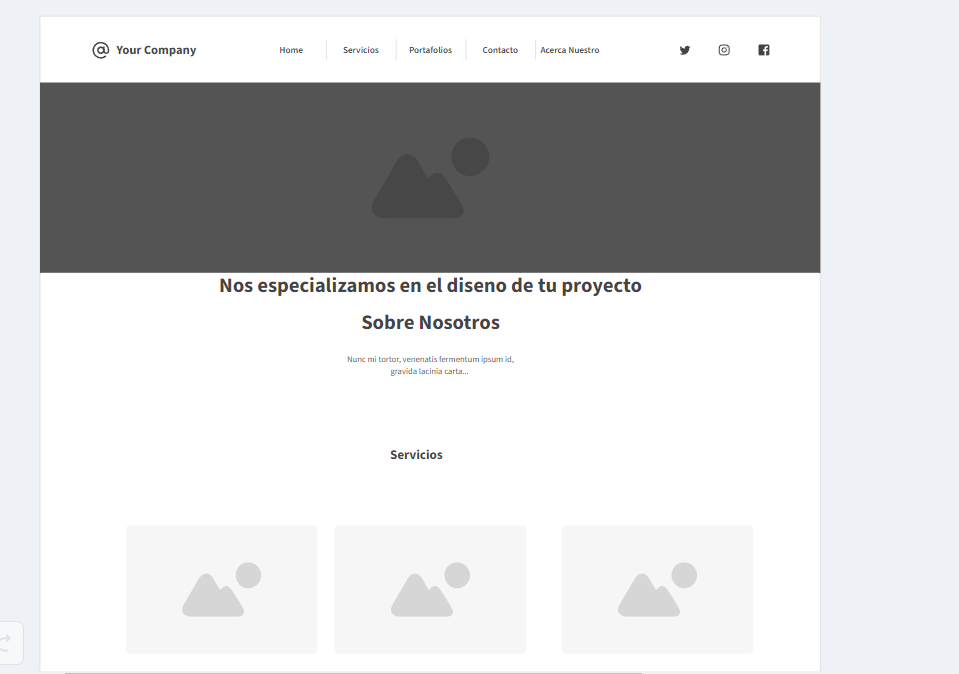 Your Company
Home
Servicios
Portafolios
Contacto
Acerca Nuestro
Nos especializamos en el diseno de tu proyecto
Sobre Nosotros
Nunc mi tortor, venenatis fermentum ipsum id,
gravida lacinia carta...
Servicios